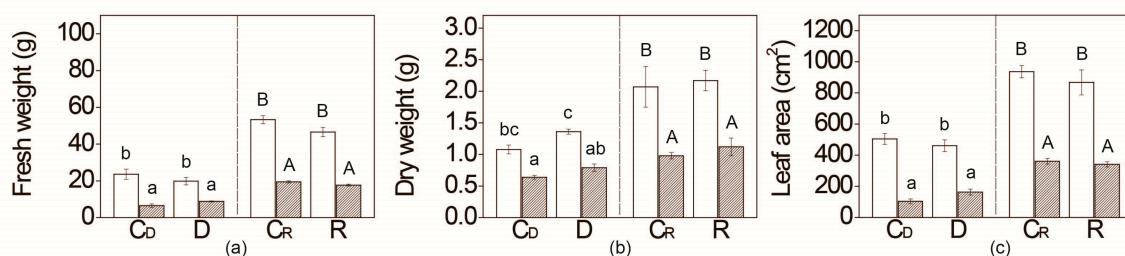 Fresh weight (g)
100
80
60
40
20
0
b
a
b
a
B
A
B
A
CD
D
CR
R
(a)
Dry weight (g)
3.0
2.5
2.0
1.5
1.0
0.5
0.0
bc
a
c
ab
B
A
B
A
CD
D
CR
R
(b)
Leaf area (cm²)
1200
1000
800
600
400
200
0
b
a
b
a
B
A
B
A
CD
D
CR
R
(c)